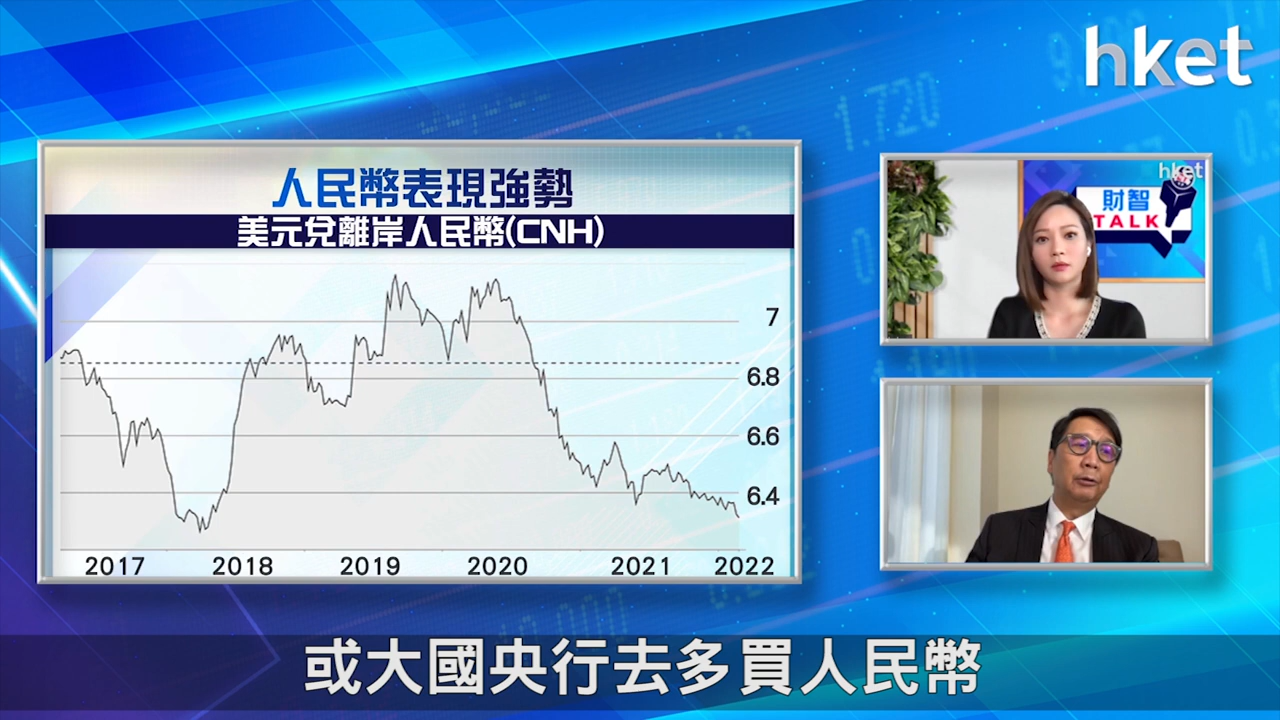 hket
人民幣表現強勢
美元兌離岸人民幣(CNH)
7
6.8
6.6
6.4
2017 2018 2019 2020 2021 2022
hket
財智
TALK
或大國央行去多買人民幣